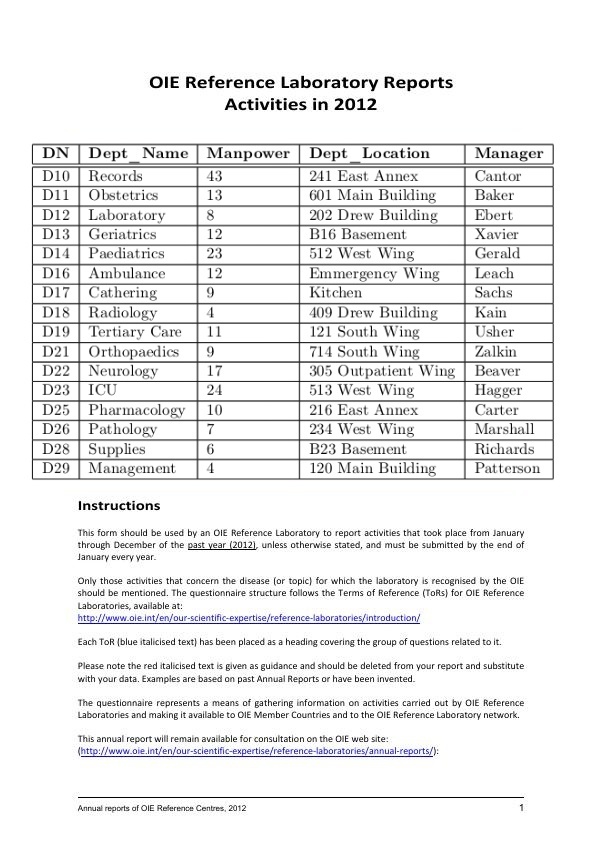 OIE Reference Laboratory Reports
Activities in 2012
DN Dept_Name Manpower Dept_Location Manager
D10 Records 43 241 East Annex Cantor
D11 Obstetrics 13 601 Main Building Baker
D12 Laboratory 8 202 Drew Building Ebert
D13 Geriatrics 12 B16 Basement Xavier
D14 Paediatrics 23 512 West Wing Gerald
D16 Ambulance 12 Emmergency Wing Leach
D17 Cathering 9 Kitchen Sachs
D18 Radiology 4 409 Drew Building Kain
D19 Tertiary Care 11 121 South Wing Usher
D21 Orthopaedics 9 714 South Wing Zalkin
D22 Neurology 17 305 Outpatient Wing Beaver
D23 ICU 24 513 West Wing Hagger
D25 Pharmacology 10 216 East Annex Carter
D26 Pathology 7 234 West Wing Marshall
D28 Supplies 6 B23 Basement Richards
D29 Management 4 120 Main Building Patterson
Instructions
This form should be used by an OIE Reference Laboratory to report activities that took place from January
through December of the past year (2012), unless otherwise stated, and must be submitted by the end of
January every year.
Only those activities that concern the disease (or topic) for which the laboratory is recognised by the OIE
should be mentioned. The questionnaire structure follows the Terms of Reference (ToRs) for OIE Reference
Laboratories, available at:
http://www.oie.int/en/our-scientific-expertise/reference-laboratories/introduction/
Each ToR (blue italicised text) has been placed as a heading covering the group of questions related to it.
Please note the red italicised text is given as guidance and should be deleted from your report and substitute
with your data. Examples are based on past Annual Reports or have been invented.
The questionnaire represents a means of gathering information on activities carried out by OIE Reference
Laboratories and making it available to OIE Member Countries and to the OIE Reference Laboratory network.
This annual report will remain available for consultation on the OIE web site:
(http://www.oie.int/en/our-scientific-expertise/reference-laboratories/annual-reports/):
Annual reports of OIE Reference Centres, 2012 1